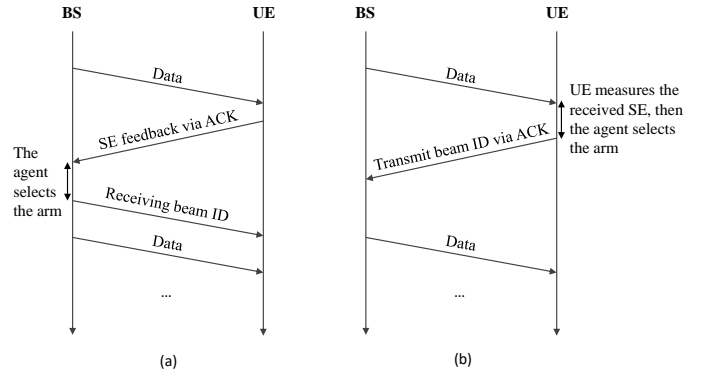 BS
UE
Data
SE feedback via ACK
The
agent
selects
the arm
Receiving beam ID
Data
...
(a)
BS
UE
Data
UE measures the
received SE, then
the agent selects
the arm
Transmit beam ID via ACK
Data
...
(b)